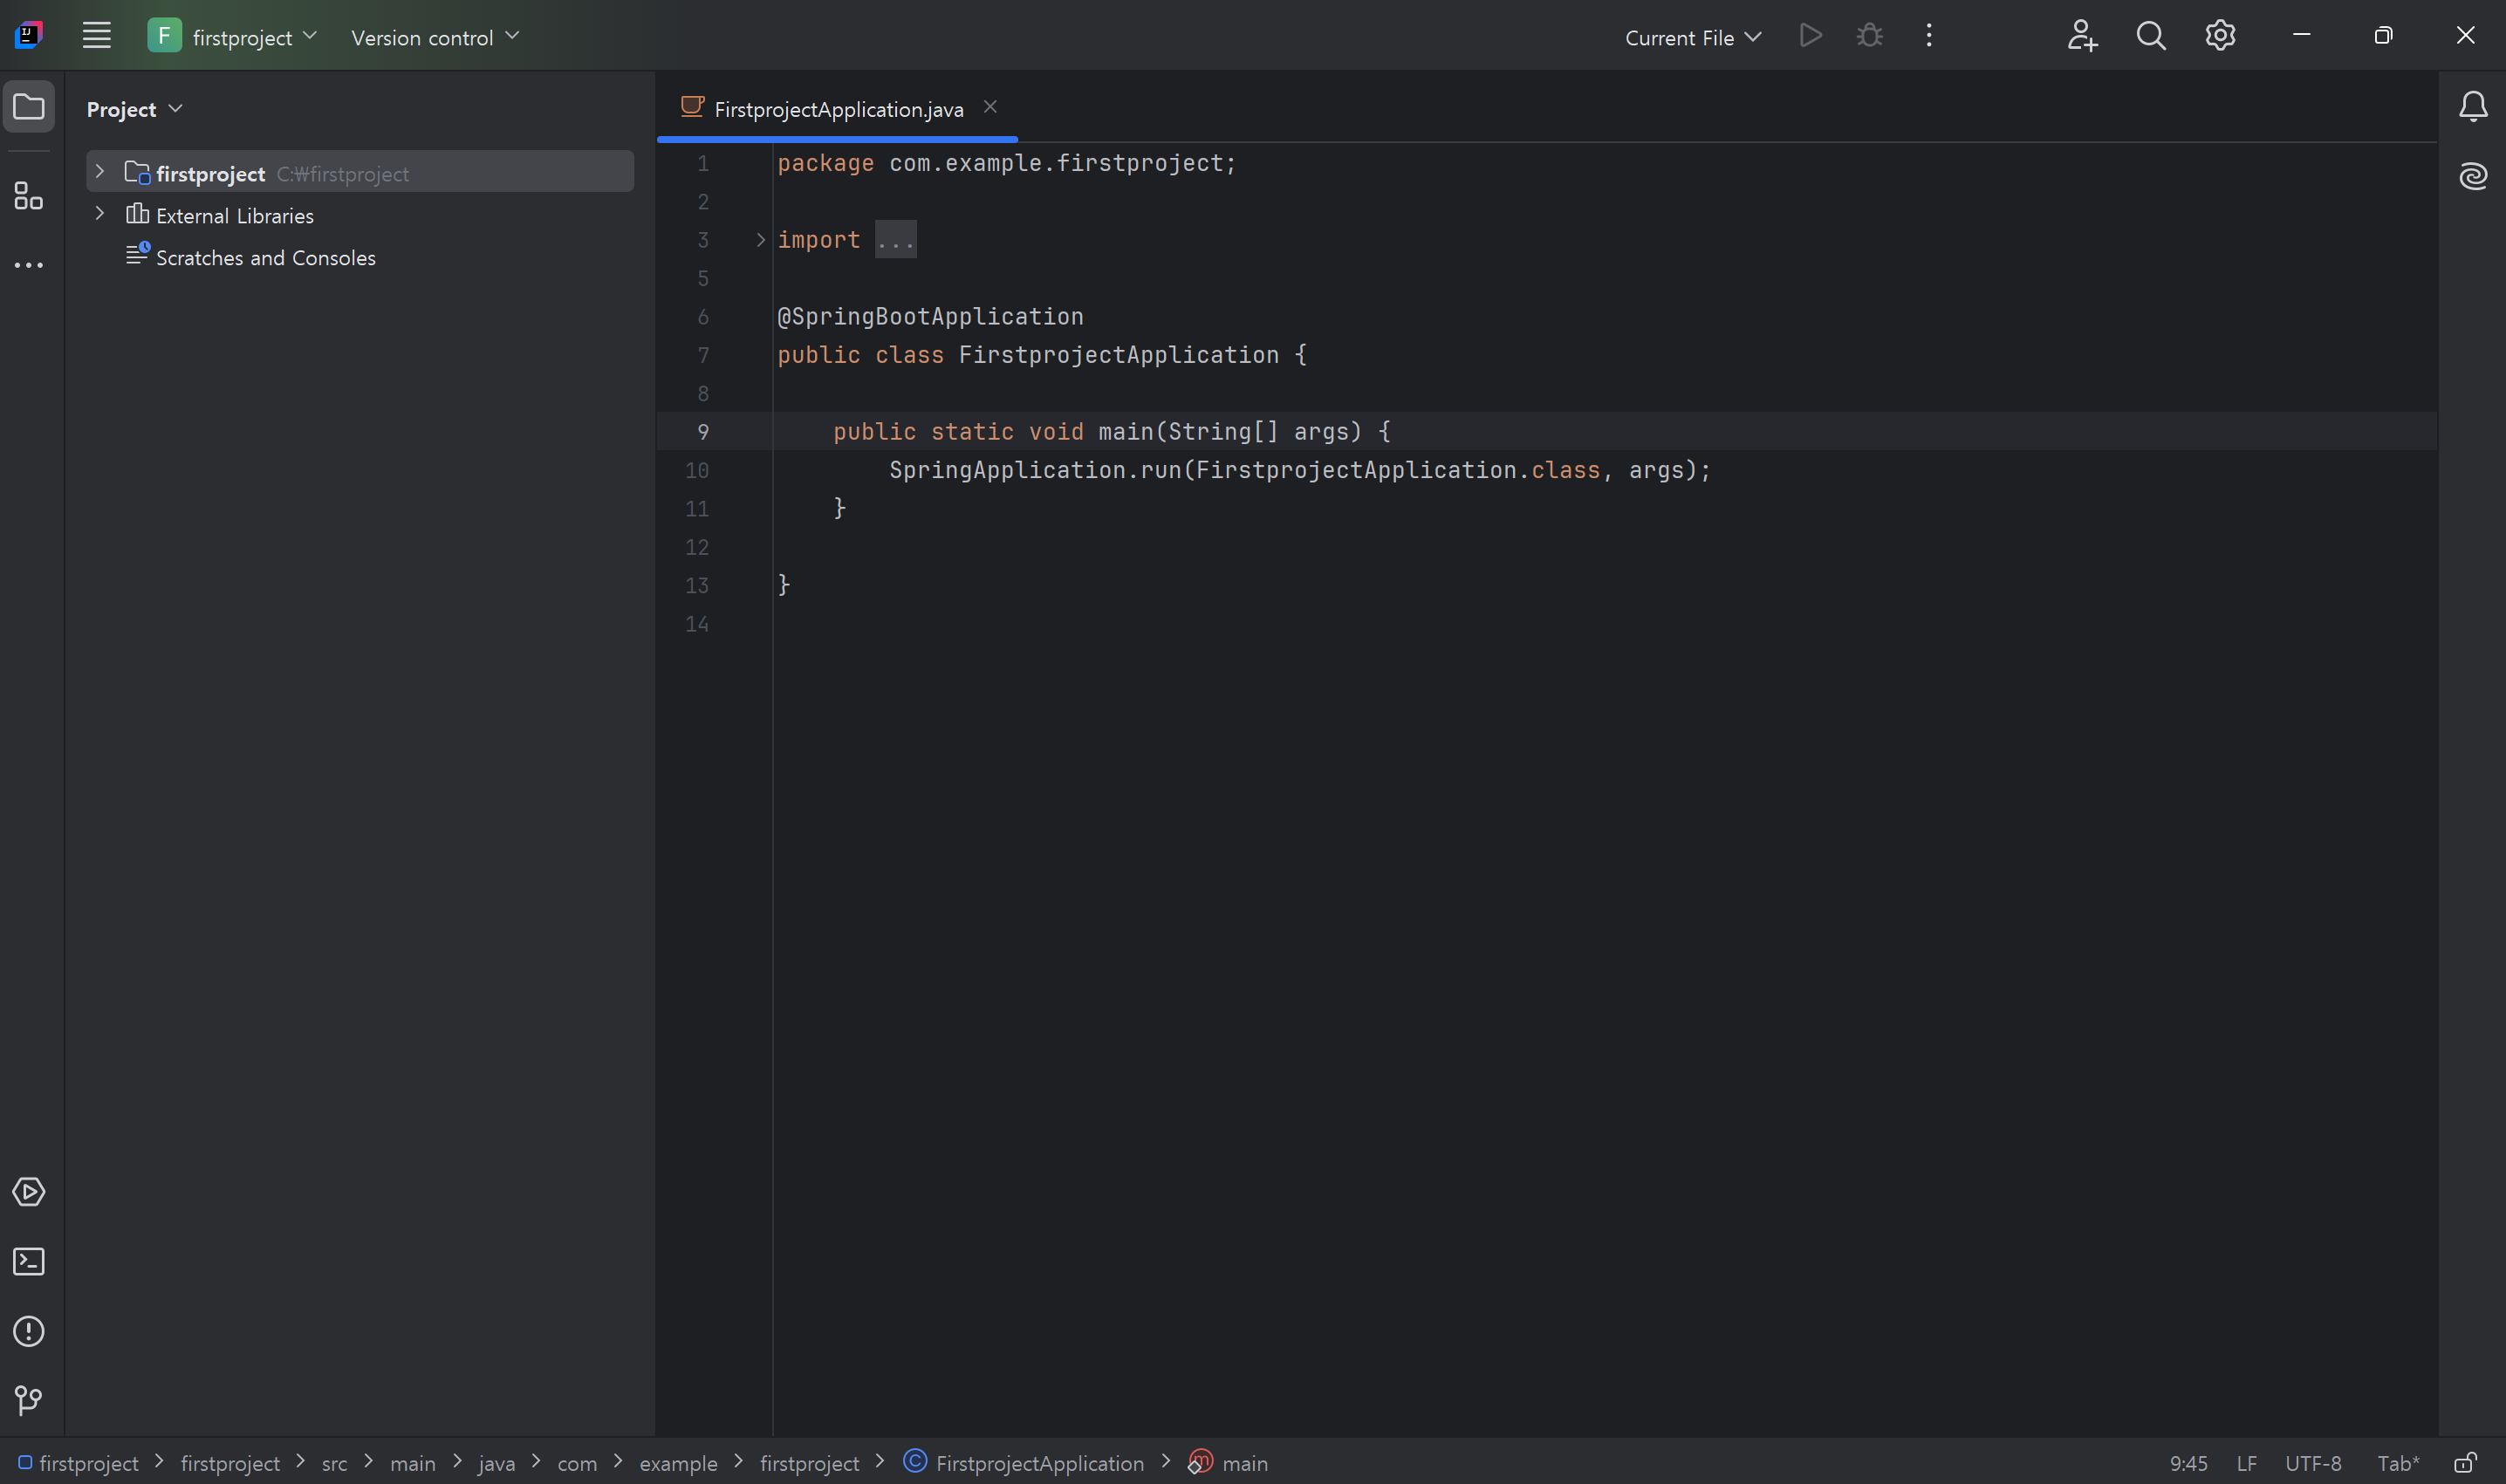 F firstproject Version control Current File
Project
firstproject C:₩firstproject
External Libraries
Scratches and Consoles
FirstprojectApplication.java
1 package com.example.firstproject;
2
3 import ...
5
6 @SpringBootApplication
7 public class FirstprojectApplication {
8
9 public static void main(String[] args) {
10 SpringApplication.run(FirstprojectApplication.class, args);
11 }
12
13 }
14
firstproject > firstproject > src > main > java > com > example > firstproject > FirstprojectApplication > main 9:45 LF UTF-8 Tab*